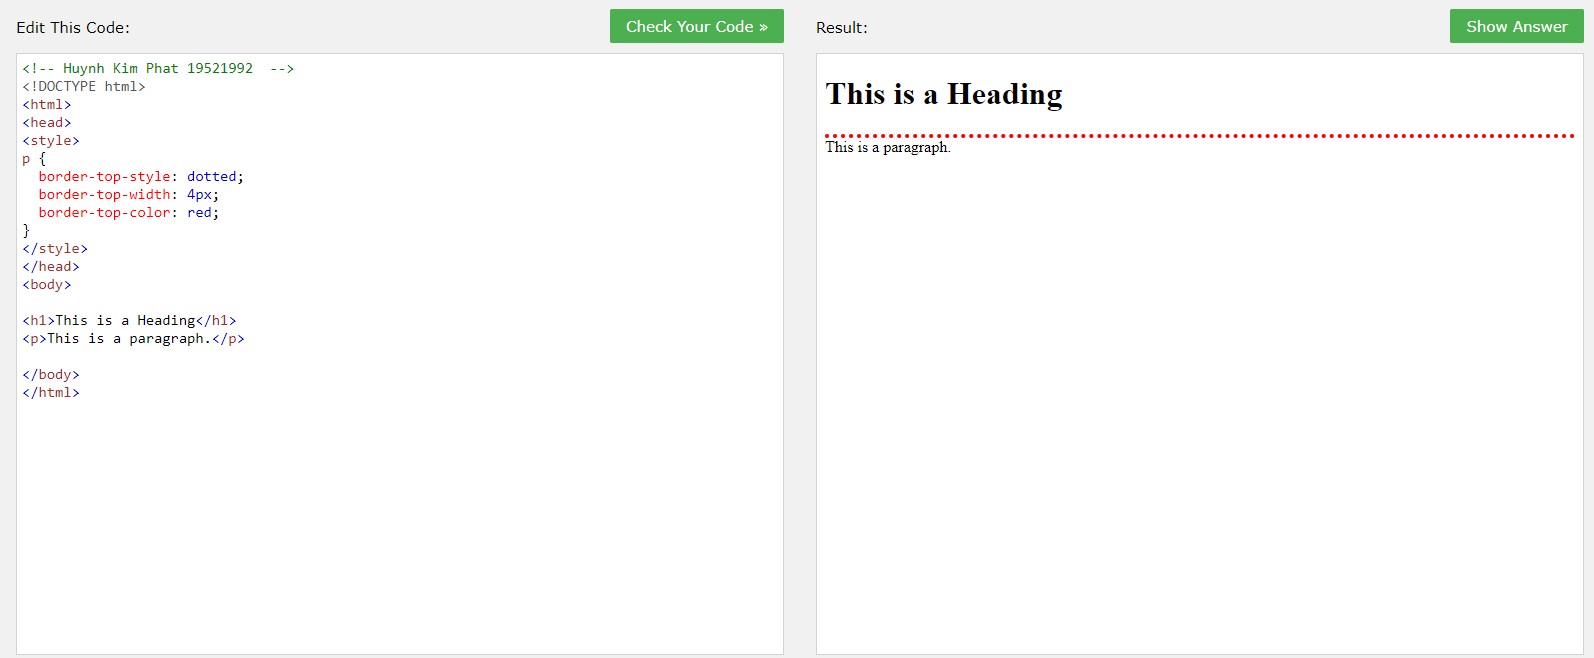 Edit This Code:
Check Your Code »
<!-- Huynh Kim Phat 19521992  -->
<!DOCTYPE html>
<html>
<head>
<style>
p {
  border-top-style: dotted;
  border-top-width: 4px;
  border-top-color: red;
}
</style>
</head>
<body>

<h1>This is a Heading</h1>
<p>This is a paragraph.</p>

</body>
</html>
Result:
Show Answer
This is a Heading
This is a paragraph.